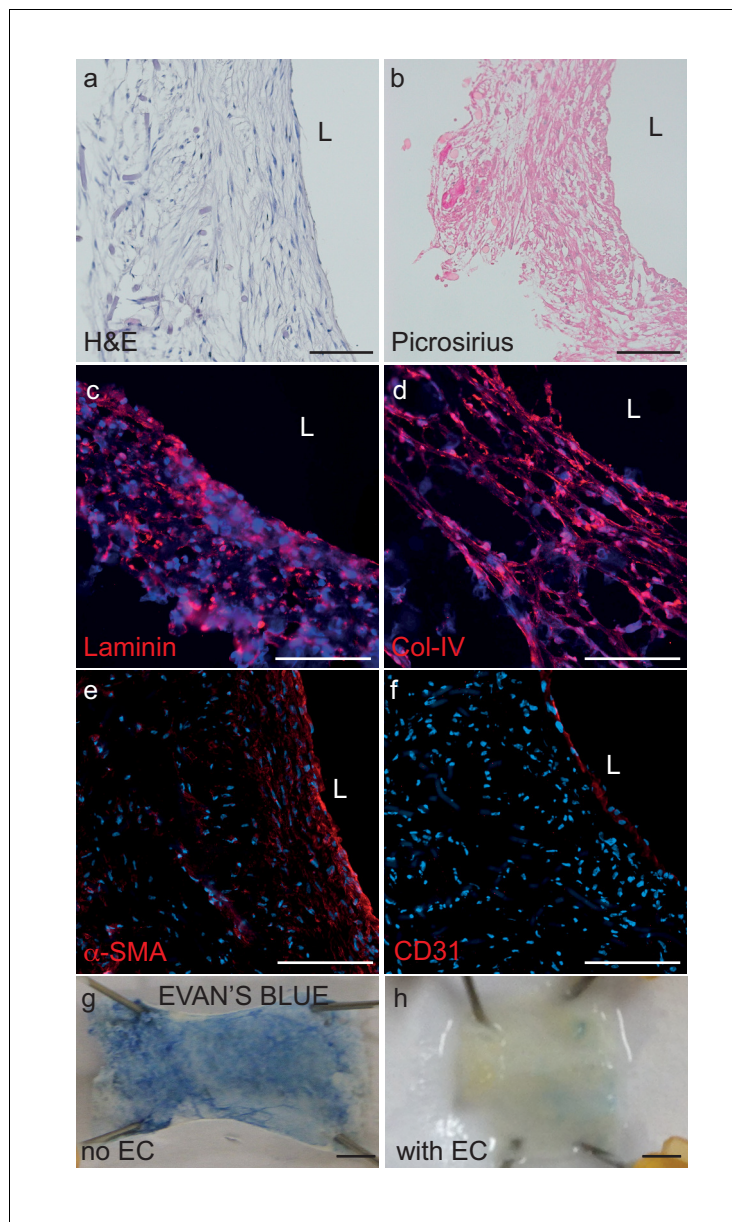 a
L
H&E
b
L
Picrosirius
c
L
Laminin
d
L
Col-IV
e
L
α-SMA
f
L
CD31
g
EVAN'S BLUE
no EC
h
with EC